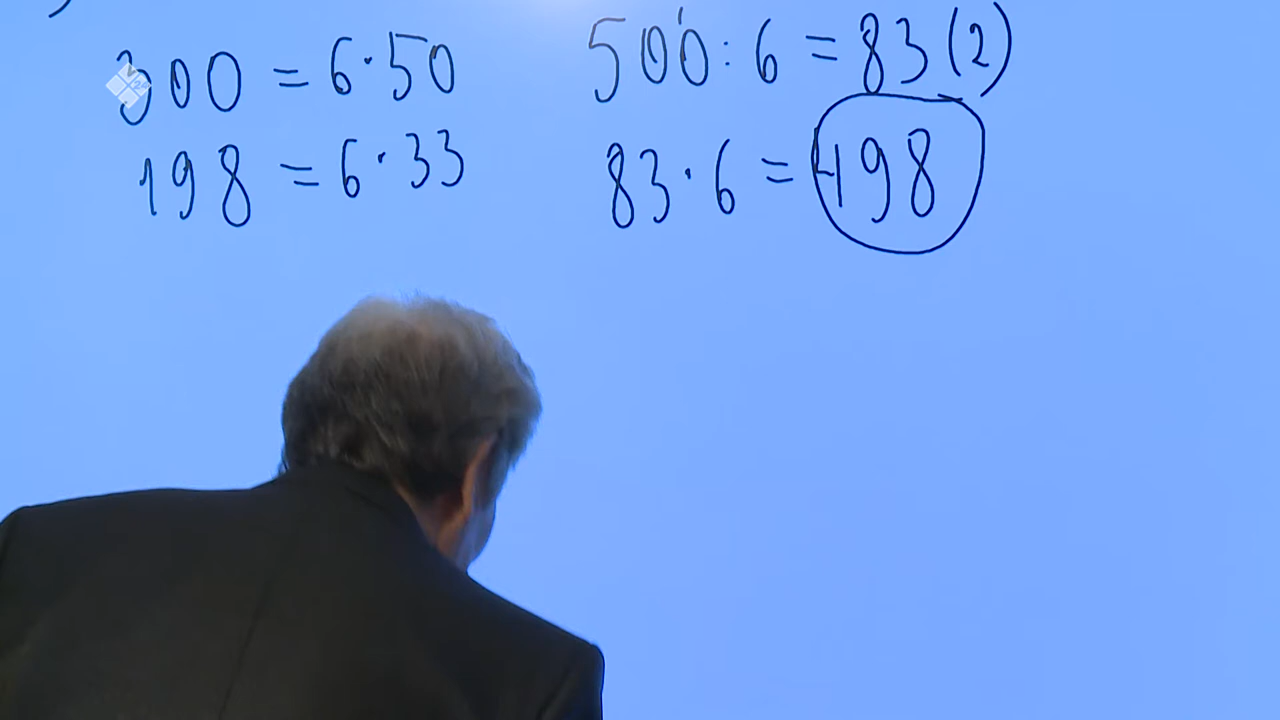 300 = 6·50
198 = 6·33
500 : 6 = 83 (2)
83·6 = 498